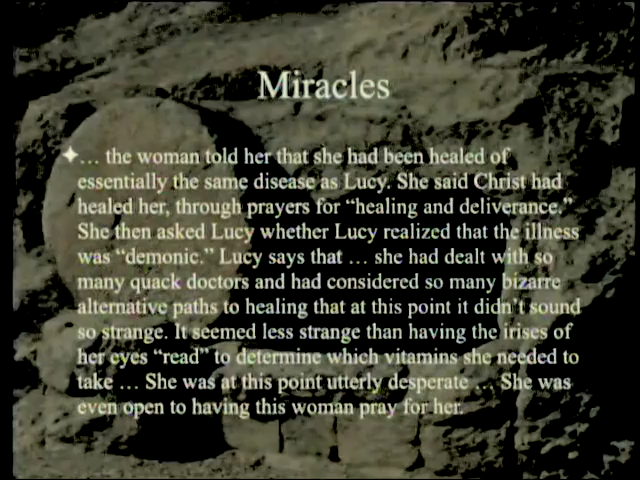 Miracles
✦… the woman told her that she had been healed of
essentially the same disease as Lucy. She said Christ had
healed her, through prayers for “healing and deliverance.”
She then asked Lucy whether Lucy realized that the illness
was “demonic.” Lucy says that … she had dealt with so
many quack doctors and had considered so many bizarre
alternative paths to healing that at this point it didn’t sound
so strange. It seemed less strange than having the irises of
her eyes “read” to determine which vitamins she needed to
take … She was at this point utterly desperate … She was
even open to having this woman pray for her.